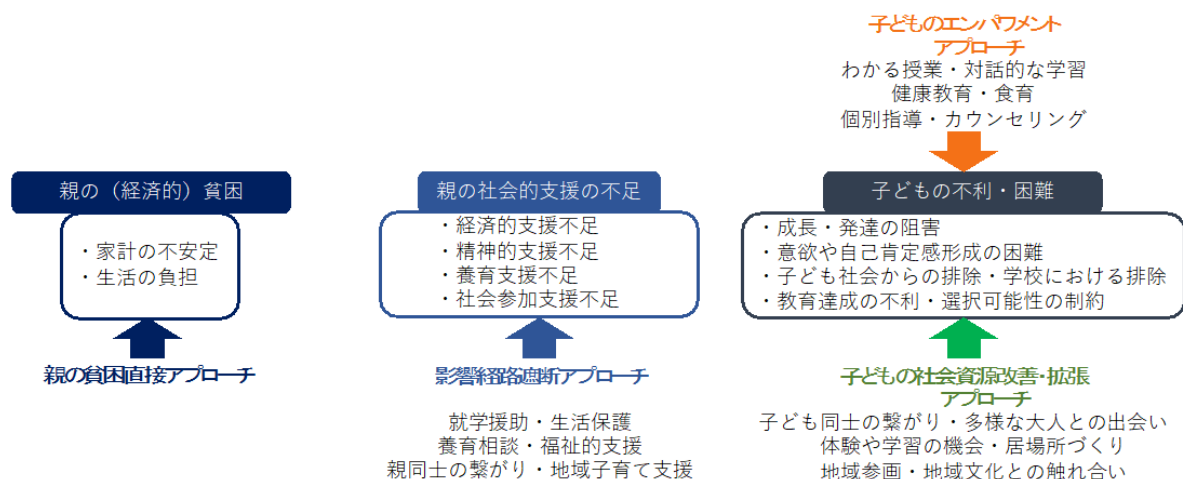 子どものエンパワメント
アプローチ
わかる授業・対話的な学習
健康教育・食育
個別指導・カウンセリング
親の（経済的）貧困
・家計の不安定
・生活の負担
親の貧困直接アプローチ
親の社会的支援の不足
・経済的支援不足
・精神的支援不足
・養育支援不足
・社会参加支援不足
影響経路遮断アプローチ
就学援助・生活保護
養育相談・福祉的支援
親同士の繋がり・地域子育て支援
子どもの不利・困難
・成長・発達の阻害
・意欲や自己肯定感形成の困難
・子ども社会からの排除・学校における排除
・教育達成の不利・選択可能性の制約
子どもの社会資源改善・拡張
アプローチ
子ども同士の繋がり・多様な大人との出会い
体験や学習の機会・居場所づくり
地域参画・地域文化との触れ合い